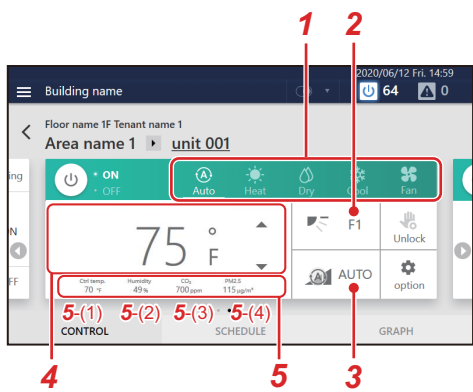 1
2
2020/06/12 Fri. 14:59
Building name
64
0
Floor name 1F Tenant name 1
Area name 1
unit 001
ing
ON
OFF
A
Auto
Heat
Dry
Cool
Fan
N
FF
75 °F
F1
Unlock
A
AUTO
option
Ctrl temp.
70 °F
Humidity
49 %
CO₂
700 ppm
PM2.5
115 µg/m³
5-(1)
5-(2)
5-(3)
5-(4)
CONTROL
SCHEDULE
GRAPH
4
5
3